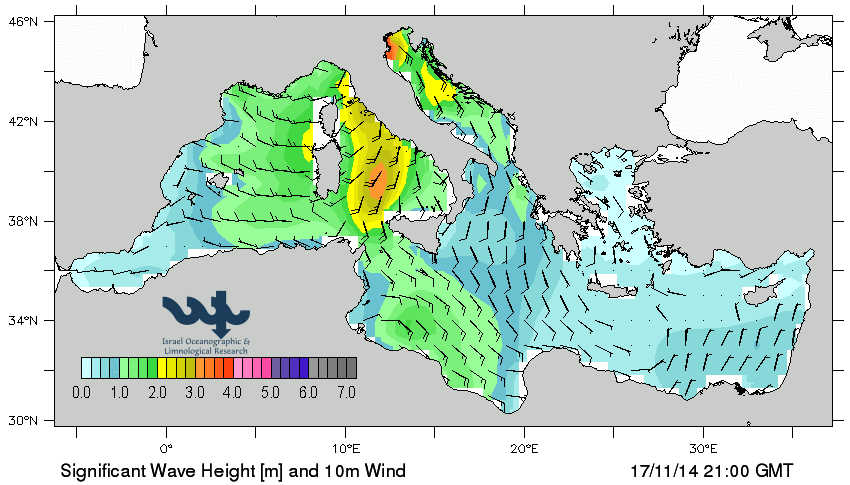 46°N
42°N
38°N
34°N
30°N
Israel Oceanographic &
Limnological Research
0.0 1.0 2.0 3.0 4.0 5.0 6.0 7.0
0° 10°E 20°E 30°E
Significant Wave Height [m] and 10m Wind 17/11/14 21:00 GMT